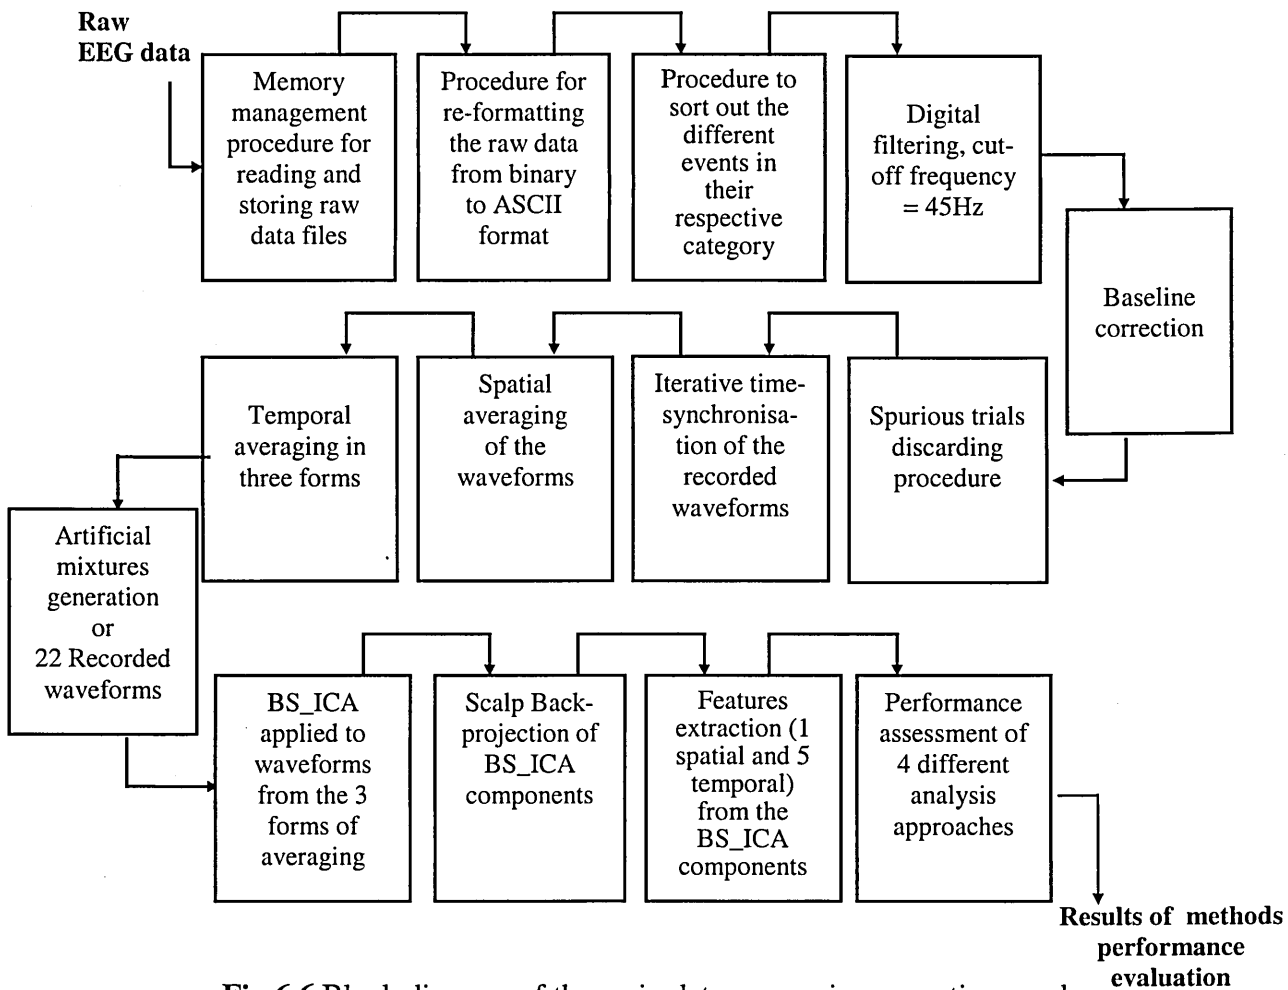 Raw
EEG data
Memory
management
procedure for
reading and
storing raw
data files
Procedure for
re-formatting
the raw data
from binary
to ASCII
format
Procedure to
sort out the
different
events in
their
respective
category
Digital
filtering, cut-
off frequency
= 45Hz
Baseline
correction
Spurious trials
discarding
procedure
Iterative time-
synchronisa-
tion of the
recorded
waveforms
Spatial
averaging
of the
waveforms
Temporal
averaging in
three forms
Artificial
mixtures
generation
or
22 Recorded
waveforms
BS_ICA
applied to
waveforms
from the 3
forms of
averaging
Scalp Back-
projection of
BS_ICA
components
Features
extraction (1
spatial and 5
temporal)
from the
BS_ICA
components
Performance
assessment of
4 different
analysis
approaches
Results of methods
performance
evaluation